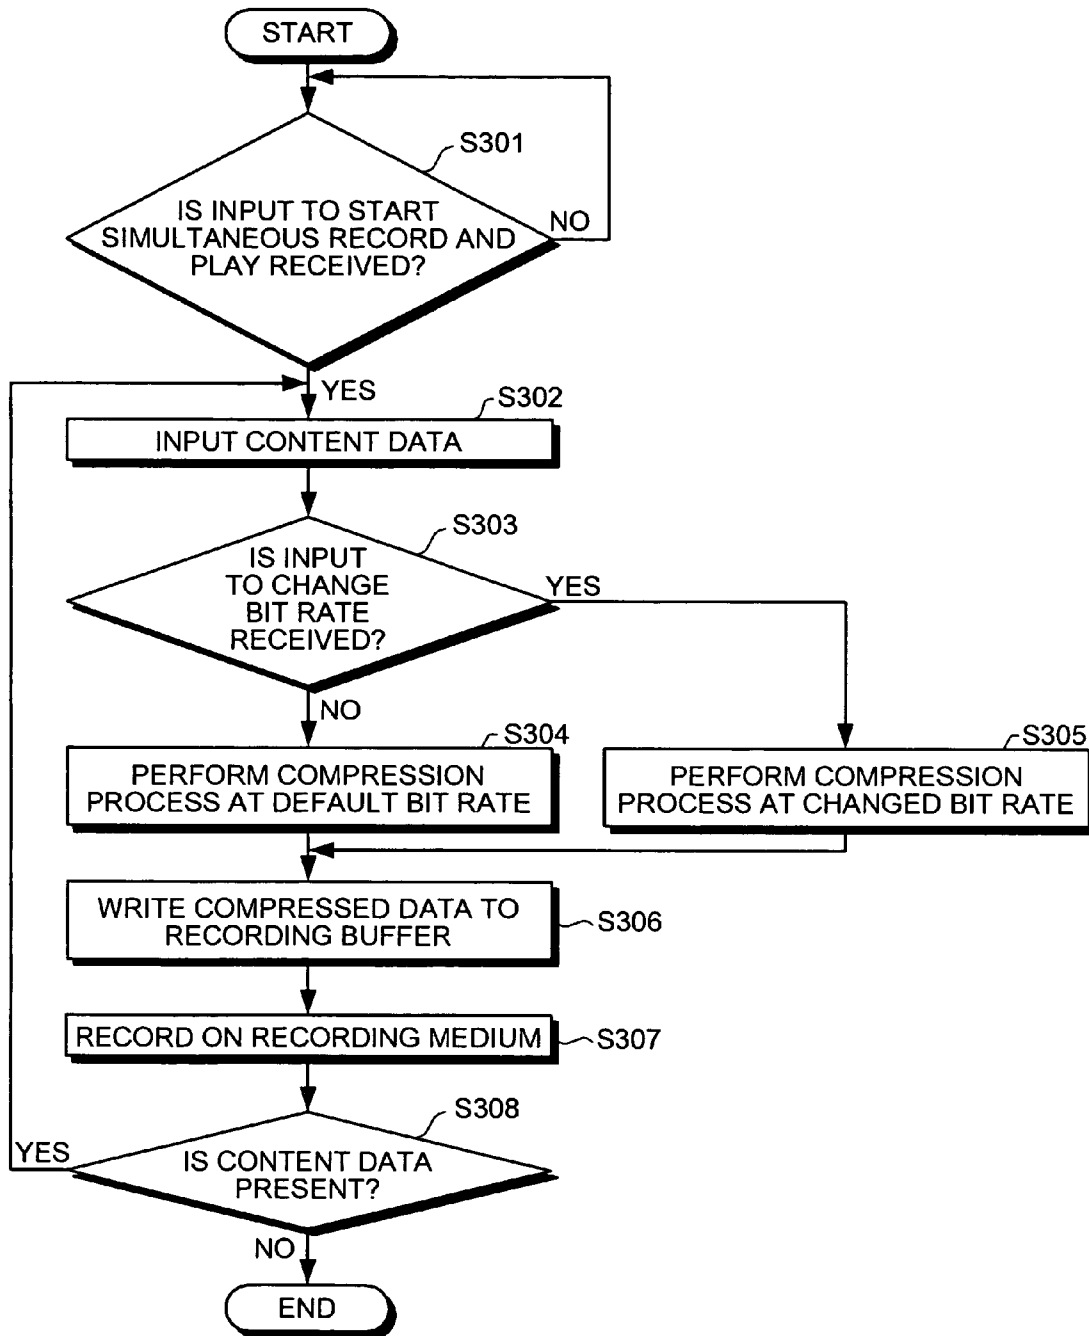 START
S301
IS INPUT TO START
SIMULTANEOUS RECORD AND
PLAY RECEIVED?
NO
YES
S302
INPUT CONTENT DATA
S303
IS INPUT
TO CHANGE
BIT RATE
RECEIVED?
YES
NO
S304
PERFORM COMPRESSION
PROCESS AT DEFAULT BIT RATE
S305
PERFORM COMPRESSION
PROCESS AT CHANGED BIT RATE
WRITE COMPRESSED DATA TO
RECORDING BUFFER
S306
RECORD ON RECORDING MEDIUM
S307
S308
YES
IS CONTENT DATA
PRESENT?
NO
END